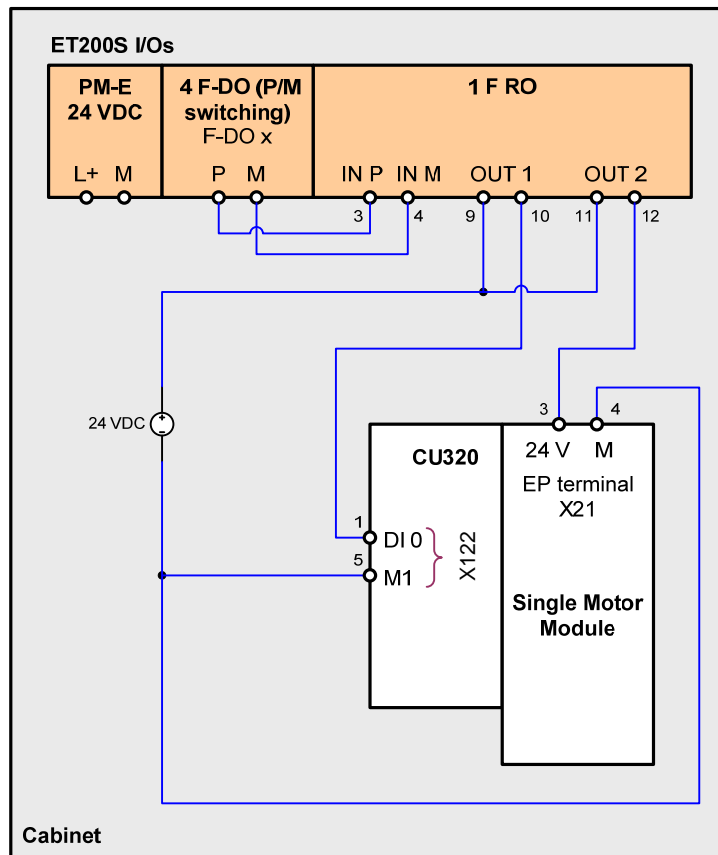 ET200S I/Os
PM-E
24 VDC
4 F-DO (P/M
switching)
F-DO x
1 F RO
L+ M
P M
IN P IN M OUT 1 OUT 2
3 4 9 10 11 12
24 VDC
3 4
CU320
24 V M
EP terminal
X21
1
DI 0
5
M1
X122
Single Motor
Module
Cabinet